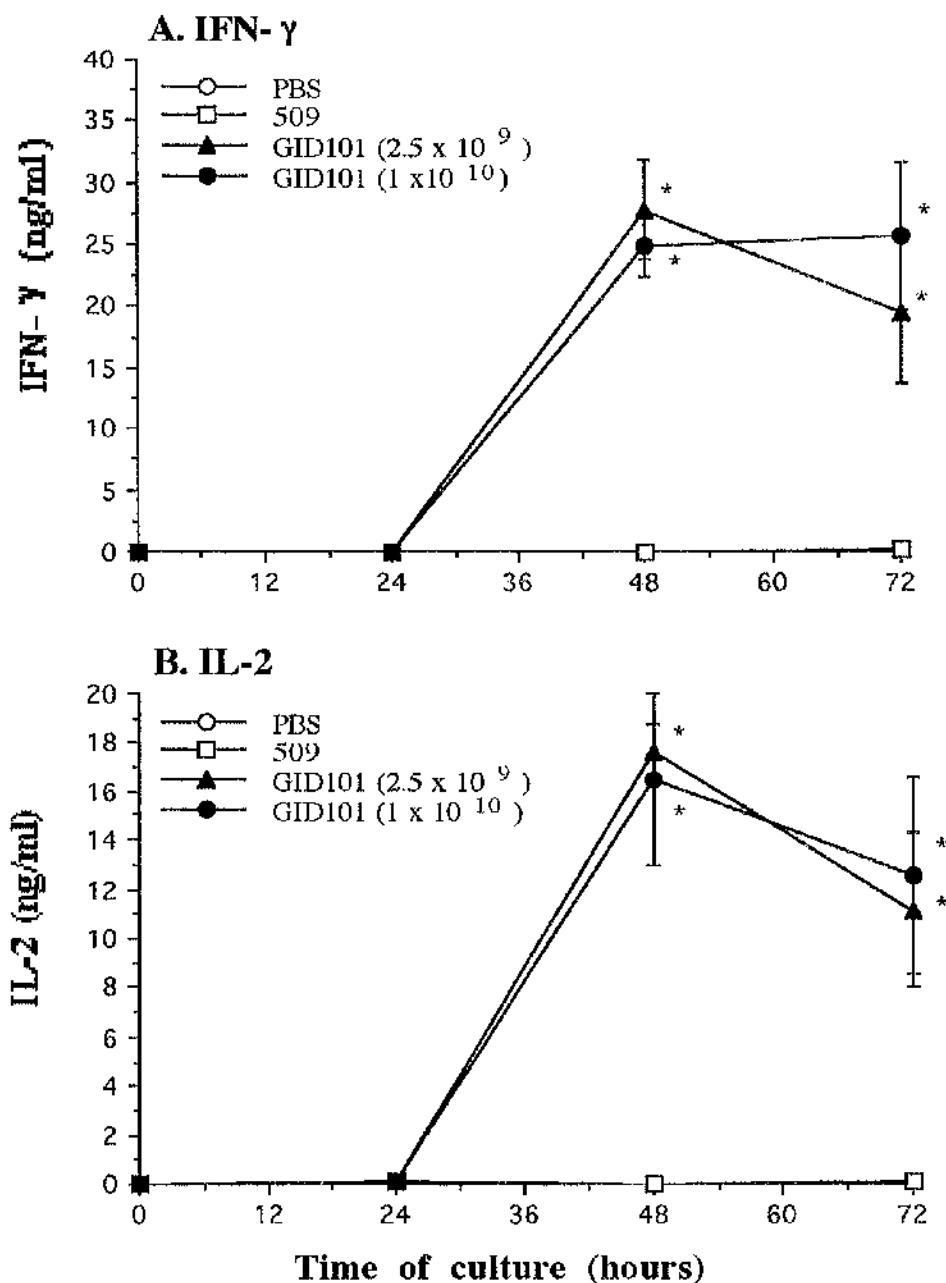 A. IFN- γ
40
35
30
25
20
15
10
5
0
IFN- γ (ng/ml)
PBS
509
GID101 (2.5 x 10 9 )
GID101 (1 x10 10 )
*
*
*
*
0 12 24 36 48 60 72
B. IL-2
20
18
16
14
12
10
8
6
4
2
0
IL-2 (ng/ml)
PBS
509
GID101 (2.5 x 10 9 )
GID101 (1 x 10 10 )
*
*
*
*
0 12 24 36 48 60 72
Time of culture (hours)